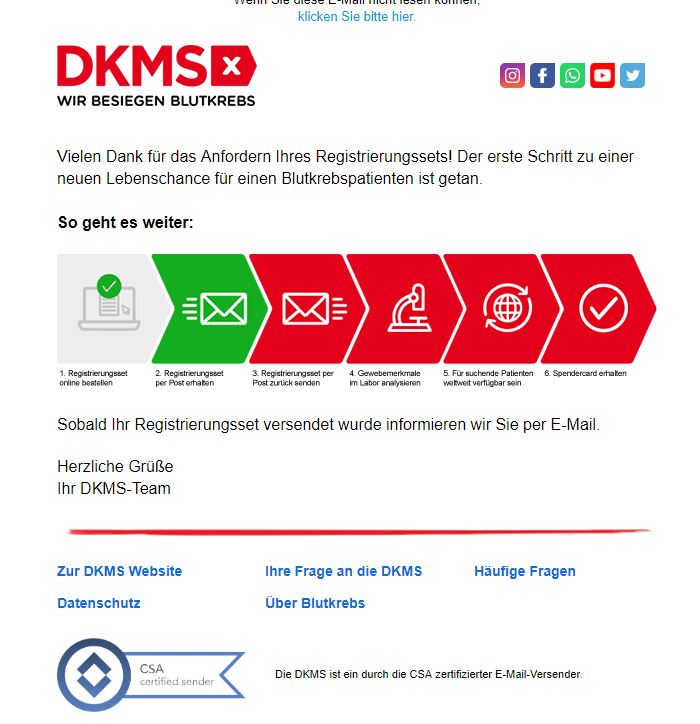 Wenn Sie diese E-Mail nicht lesen können,
klicken Sie bitte hier.
DKMS
WIR BESIEGEN BLUTKREBS
Vielen Dank für das Anfordern Ihres Registrierungssets! Der erste Schritt zu einer
neuen Lebenschance für einen Blutkrebspatienten ist getan.
So geht es weiter:
1. Registrierungsset
online bestellen
2. Registrierungsset
per Post erhalten
3. Registrierungsset per
Post zurück senden
4. Gewebemerkmale
im Labor analysieren
5. Für suchende Patienten
weltweit verfügbar sein
6. Spendercard erhalten
Sobald Ihr Registrierungsset versendet wurde informieren wir Sie per E-Mail.
Herzliche Grüße
Ihr DKMS-Team
Zur DKMS Website
Ihre Frage an die DKMS
Häufige Fragen
Datenschutz
Über Blutkrebs
CSA
certified sender
Die DKMS ist ein durch die CSA zertifizierter E-Mail-Versender.